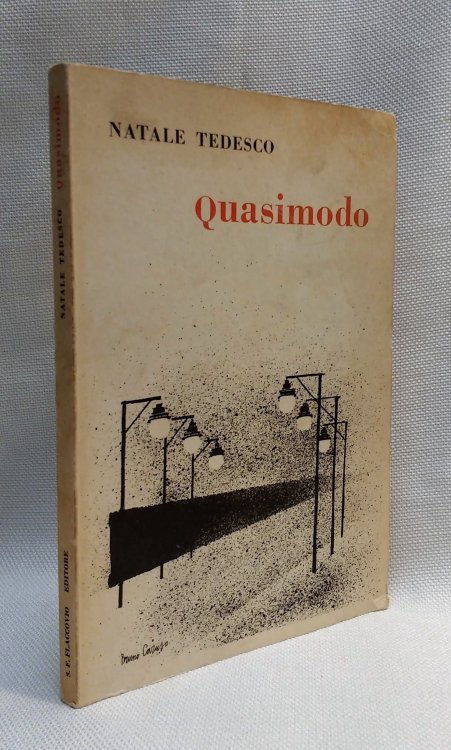 NATALE TEDESCO
Quasimodo
Bruno Caruso
NATALE TEDESCO Quasimodo
S. F. FLACCOVIO EDITORE